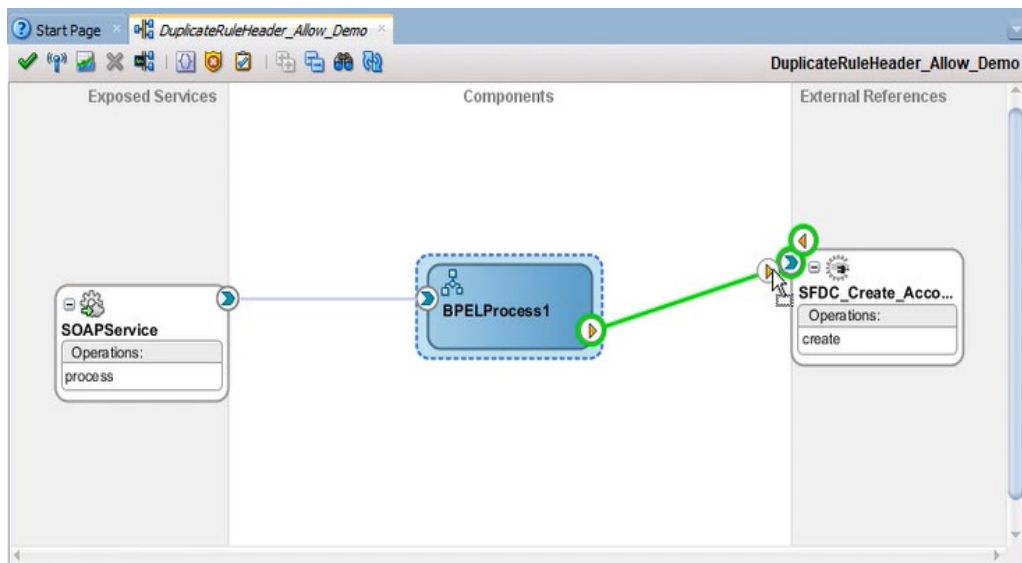 Start Page
DuplicateRuleHeader_Allow_Demo
DuplicateRuleHeader_Allow_Demo
Exposed Services
Components
External References
SOAPService
Operations:
process
BPELProcess1
SFDC_Create_Acco...
Operations:
create